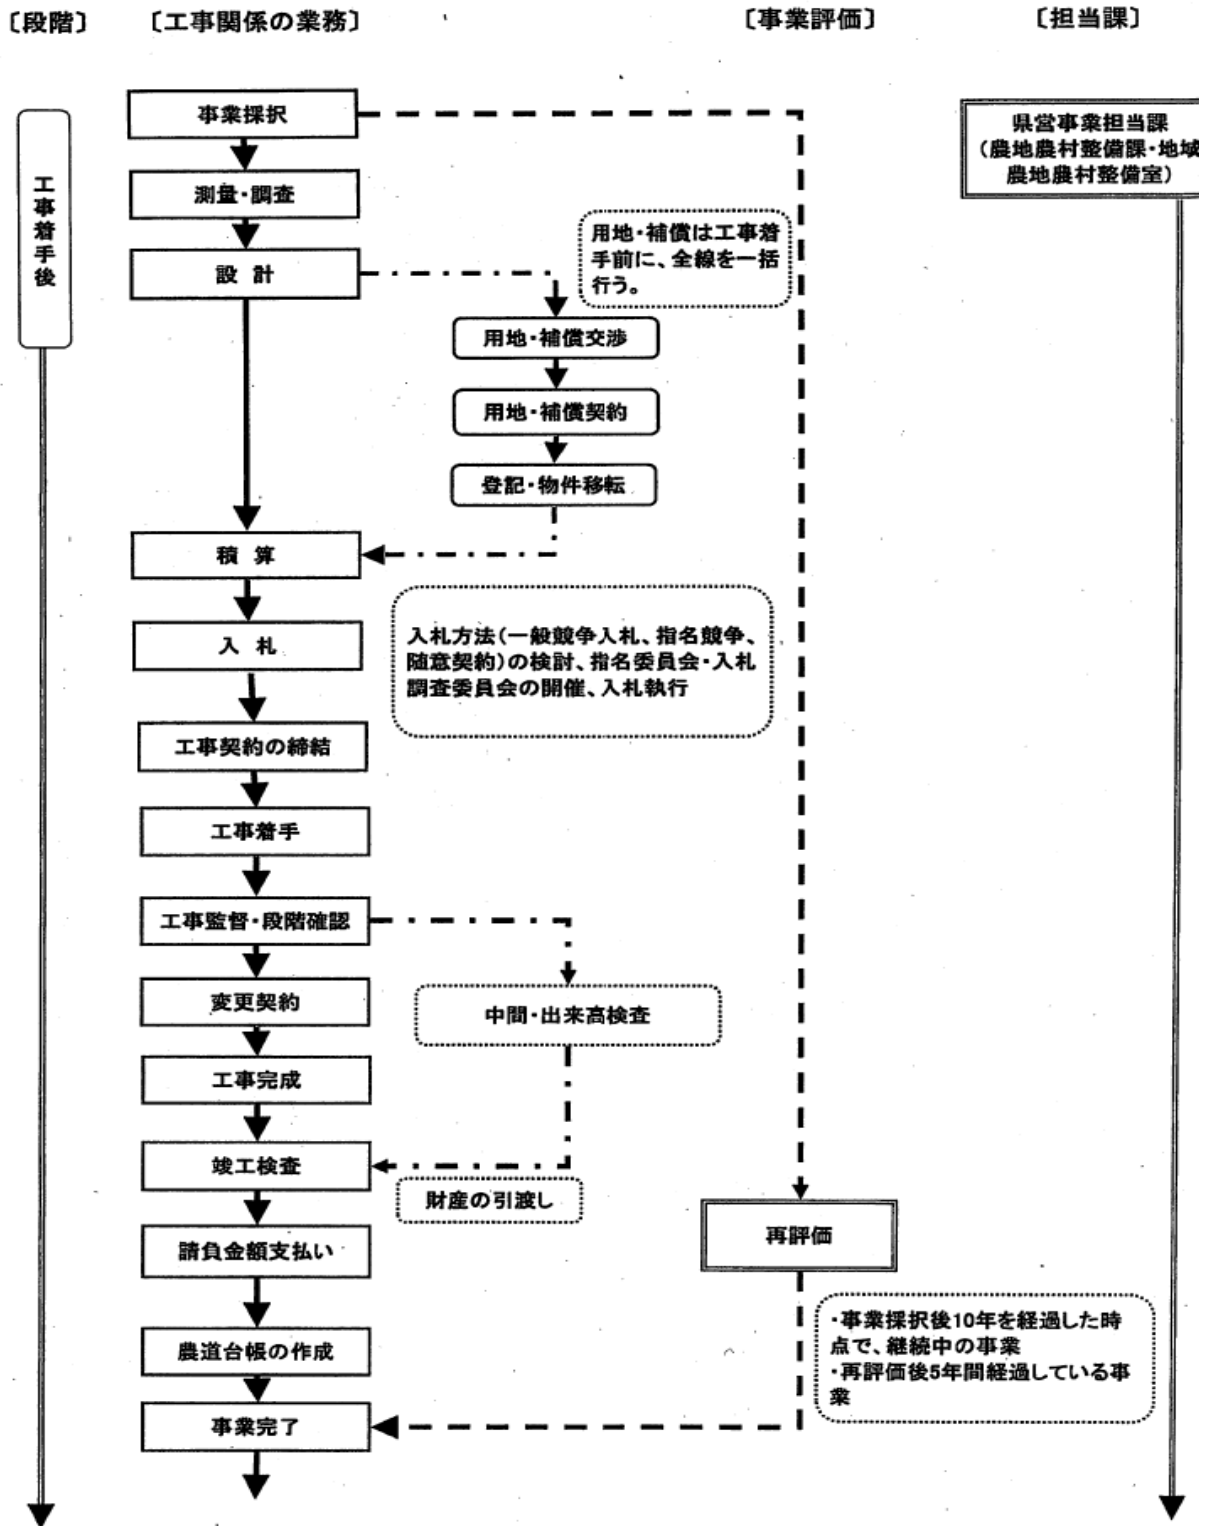 〔段階〕
〔工事関係の業務〕
〔事業評価〕
〔担当課〕
事業採択
県営事業担当課
（農地農村整備課・地域
農地農村整備室）
工事着手後
測量・調査
用地・補償は工事着
手前に、全線を一括
行う。
設計
用地・補償交渉
用地・補償契約
登記・物件移転
積算
入札
入札方法（一般競争入札、指名競争、
随意契約）の検討、指名委員会・入札
調査委員会の開催、入札執行
工事契約の締結
工事着手
工事監督・段階確認
変更契約
中間・出来高検査
工事完成
竣工検査
財産の引渡し
請負金額支払い
再評価
・事業採択後10年を経過した時
点で、継続中の事業
・再評価後5年間経過している事
業
農道台帳の作成
事業完了